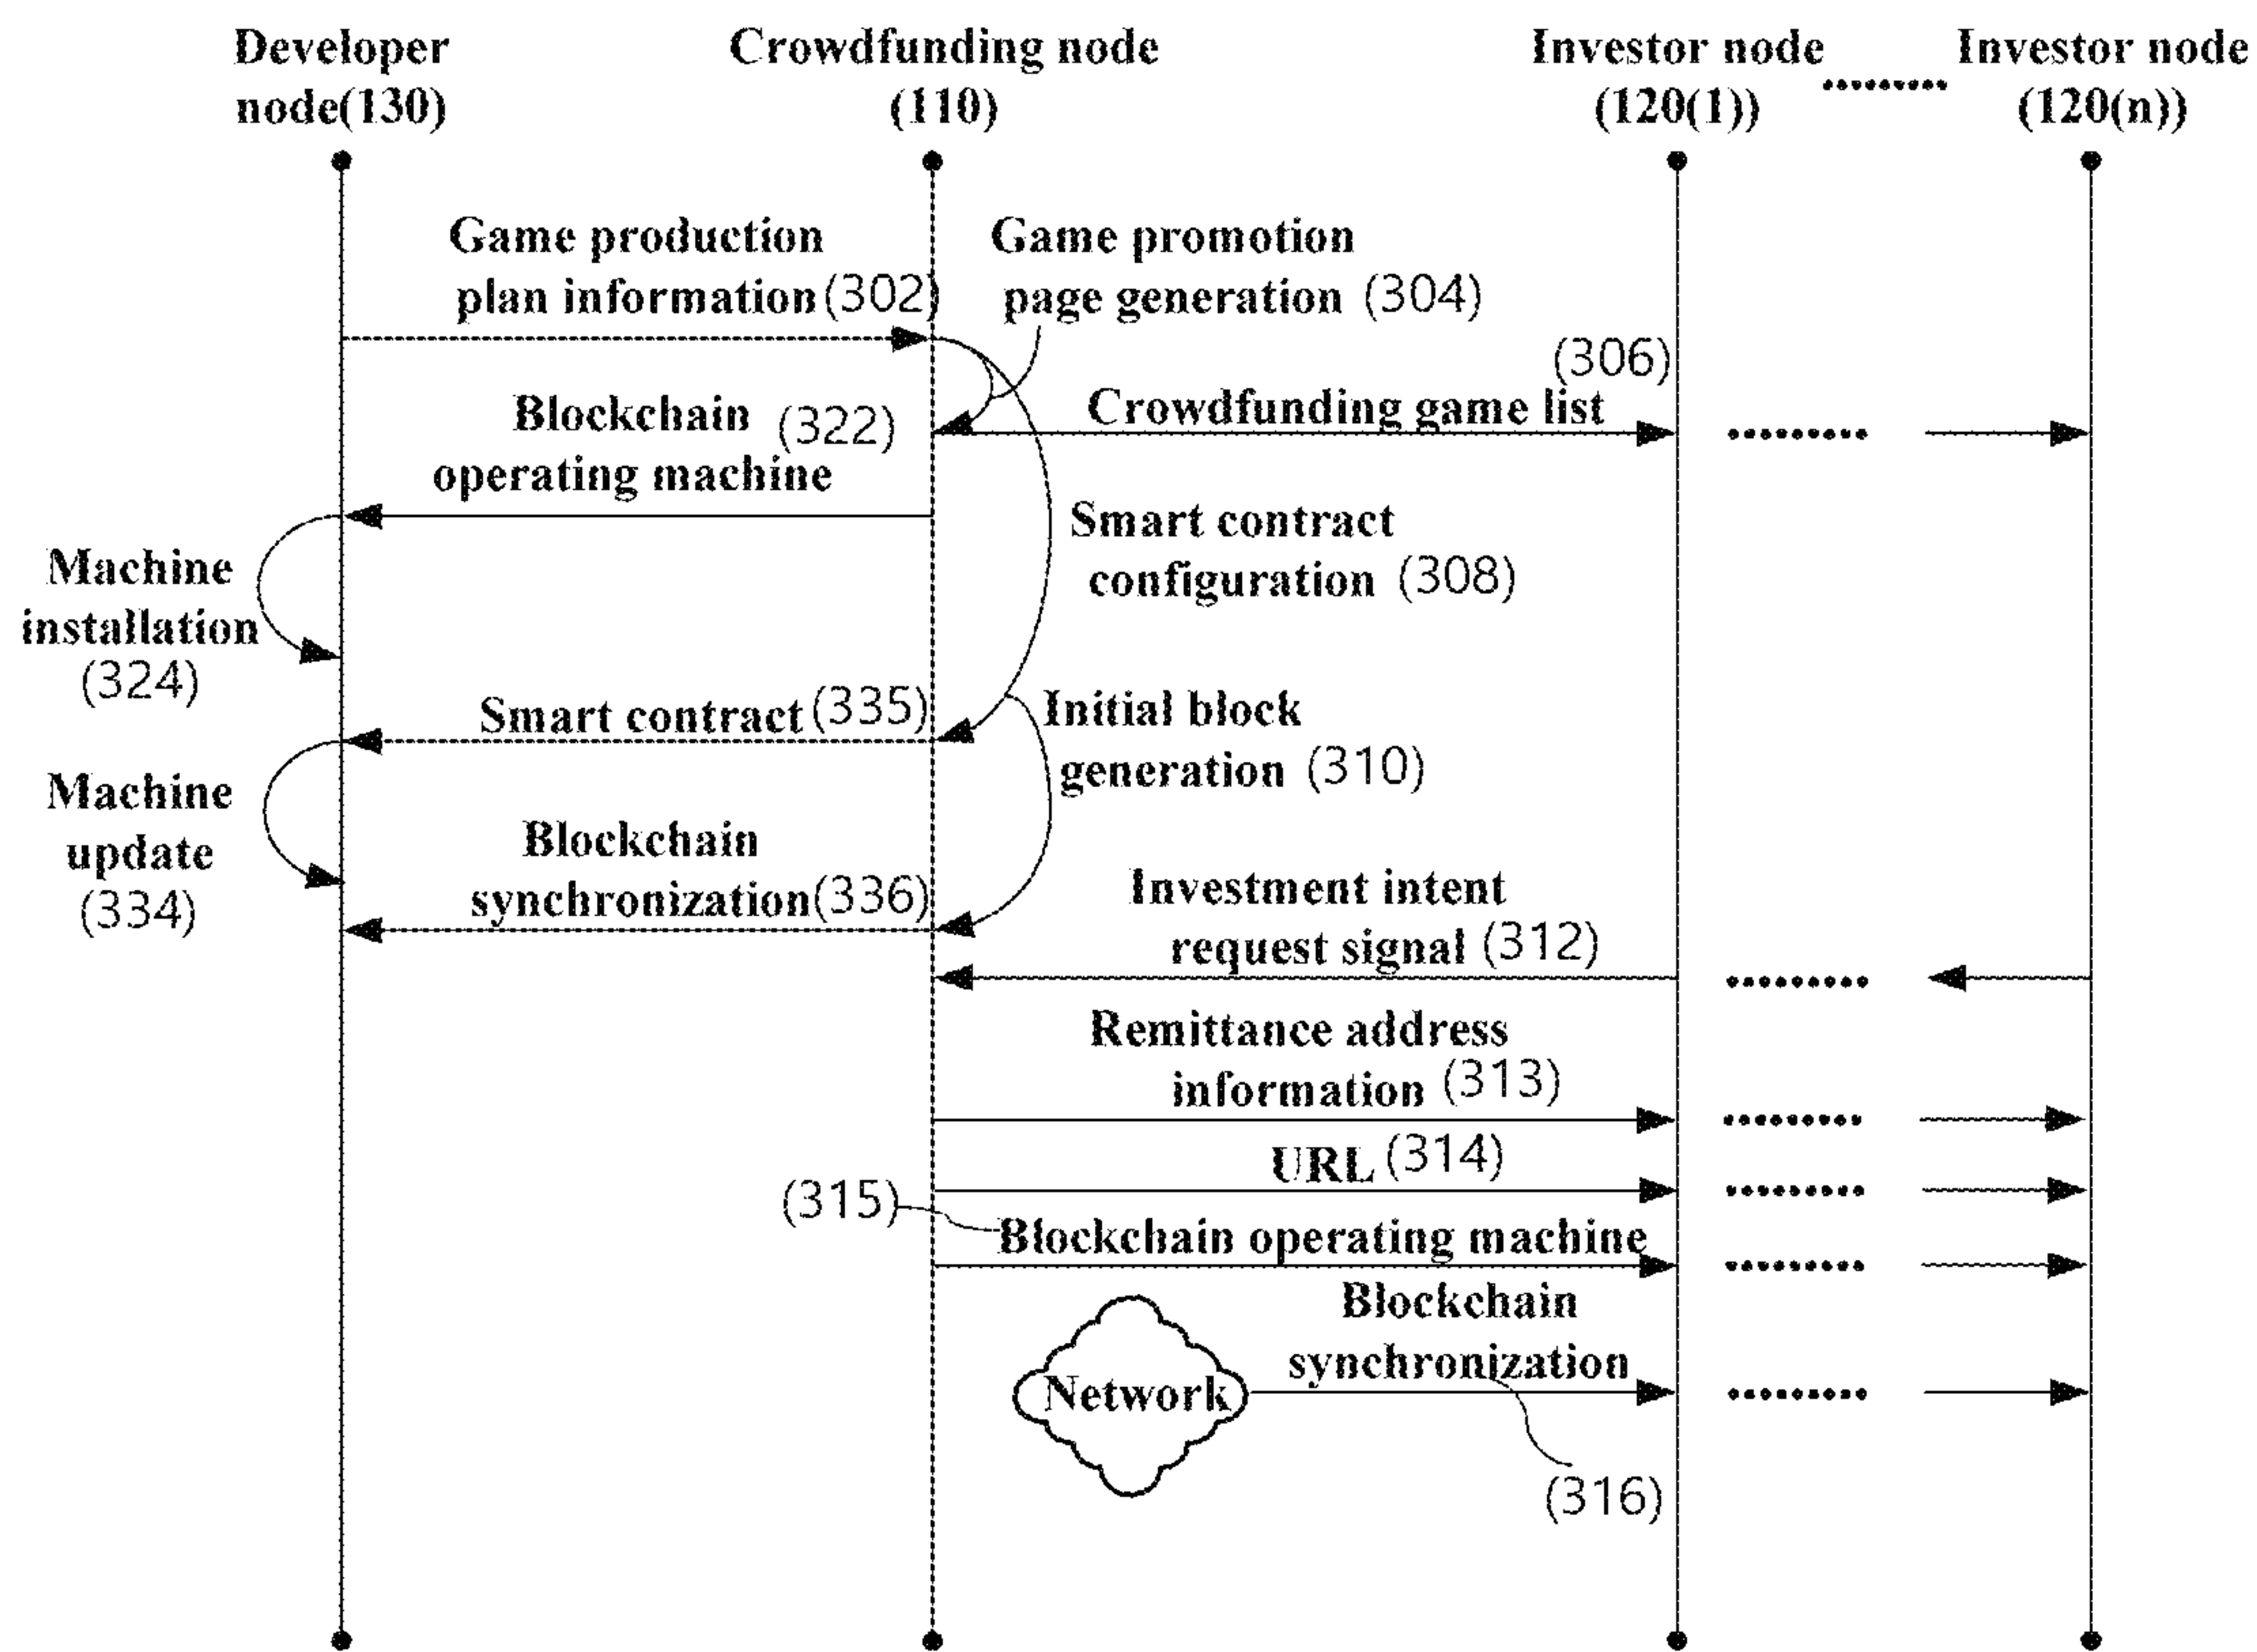 Developer
node(130)
Crowdfunding node
(110)
Investor node
(120(1))
Investor node
(120(n))
Game production
plan information(302)
Game promotion
page generation (304)
(306)
Crowdfunding game list
Blockchain (322)
operating machine
Smart contract
configuration (308)
Machine
installation
(324)
Smart contract(335)
Initial block
generation (310)
Machine
update
(334)
Blockchain
synchronization(336)
Investment intent
request signal (312)
Remittance address
information (313)
URL(314)
(315)
Blockchain operating machine
Blockchain
synchronization
Network
(316)